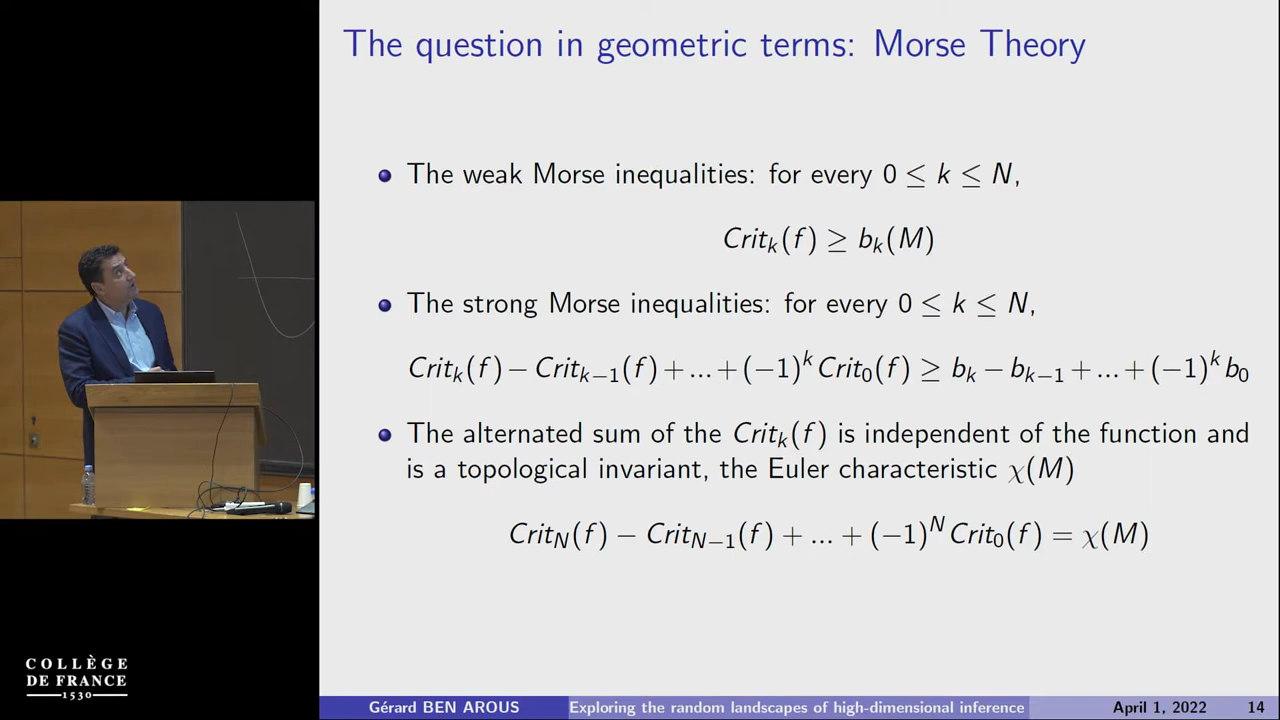 The question in geometric terms: Morse Theory
The weak Morse inequalities: for every 0 ≤ k ≤ N,
Crit_k(f) ≥ b_k(M)
The strong Morse inequalities: for every 0 ≤ k ≤ N,
Crit_k(f) − Crit_{k−1}(f) + ... + (−1)^k Crit_0(f) ≥ b_k − b_{k−1} + ... + (−1)^k b_0
The alternated sum of the Crit_k(f) is independent of the function and
is a topological invariant, the Euler characteristic χ(M)
Crit_N(f) − Crit_{N−1}(f) + ... + (−1)^N Crit_0(f) = χ(M)
COLLÈGE
DE FRANCE
1530
Gérard BEN AROUS Exploring the random landscapes of high-dimensional inference April 1, 2022 14